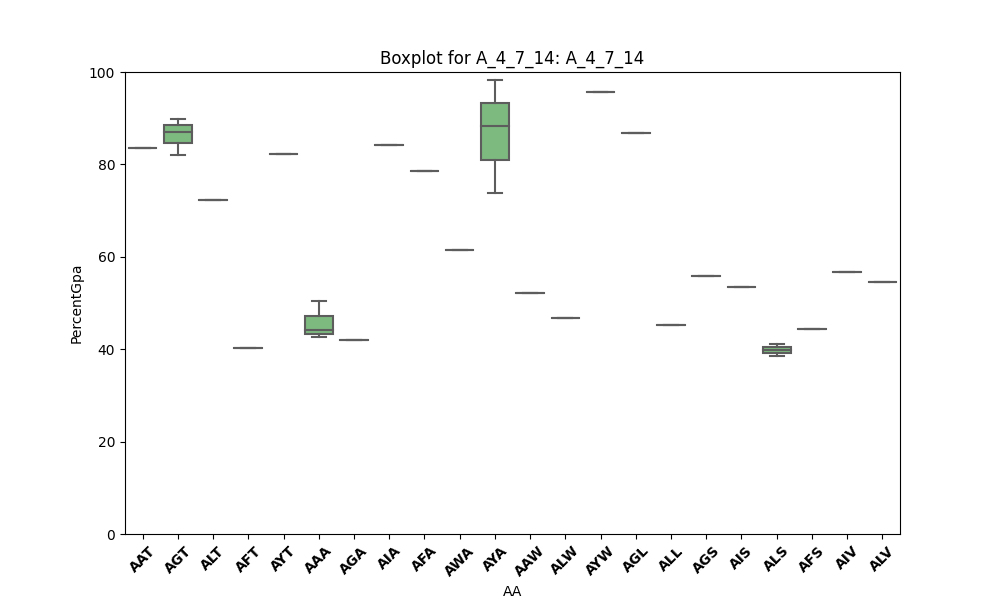 Boxplot for A_4_7_14: A_4_7_14
100
80
60
40
20
0
PercentGpa
AAT AGT ALT AFT AYT AAA AGA AIA AFA AWA AYA AAW ALW AYW AGL ALL AGS AIS ALS AFS AIV ALV
AA